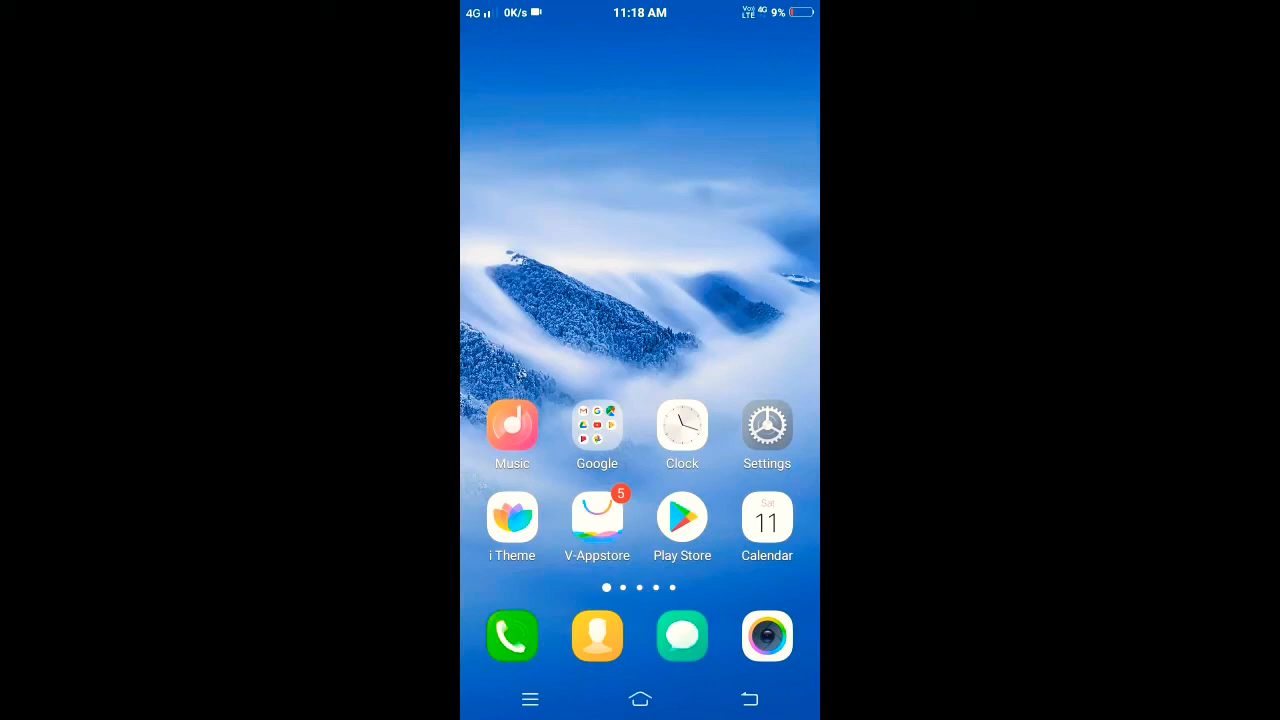 4G 0K/s 11:18 AM Vo) LTE 4G 9%
Music Google Clock Settings
5 Sat
11
i Theme V-Appstore Play Store Calendar